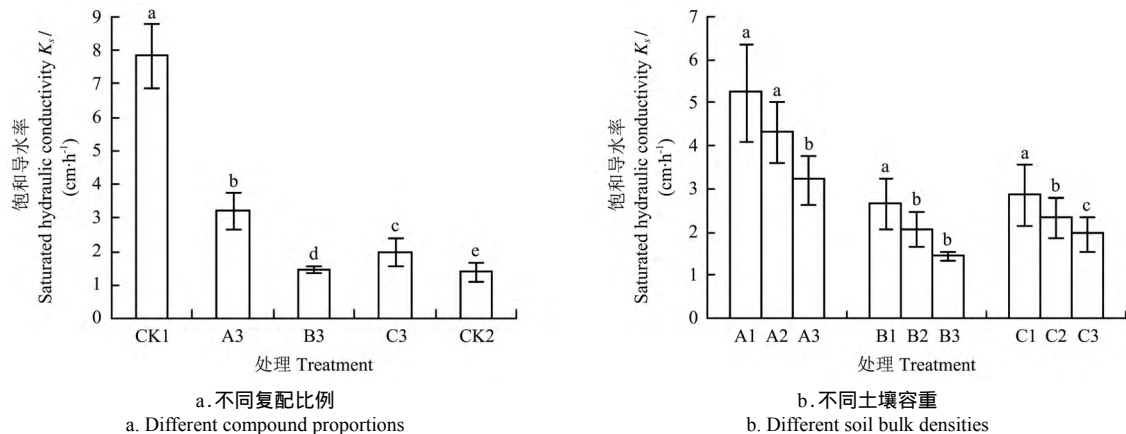 饱和导水率
Saturated hydraulic conductivity Ks/
(cm·h-1)
9
8
7
6
5
4
3
2
1
0
a
b
d
c
e
CK1 A3 B3 C3 CK2
处理 Treatment
a.不同复配比例
a. Different compound proportions
饱和导水率
Saturated hydraulic conductivity Ks/
(cm·h-1)
7
6
5
4
3
2
1
0
a
a
b
a
b
b
a
b
c
A1 A2 A3 B1 B2 B3 C1 C2 C3
处理 Treatment
b.不同土壤容重
b. Different soil bulk densities